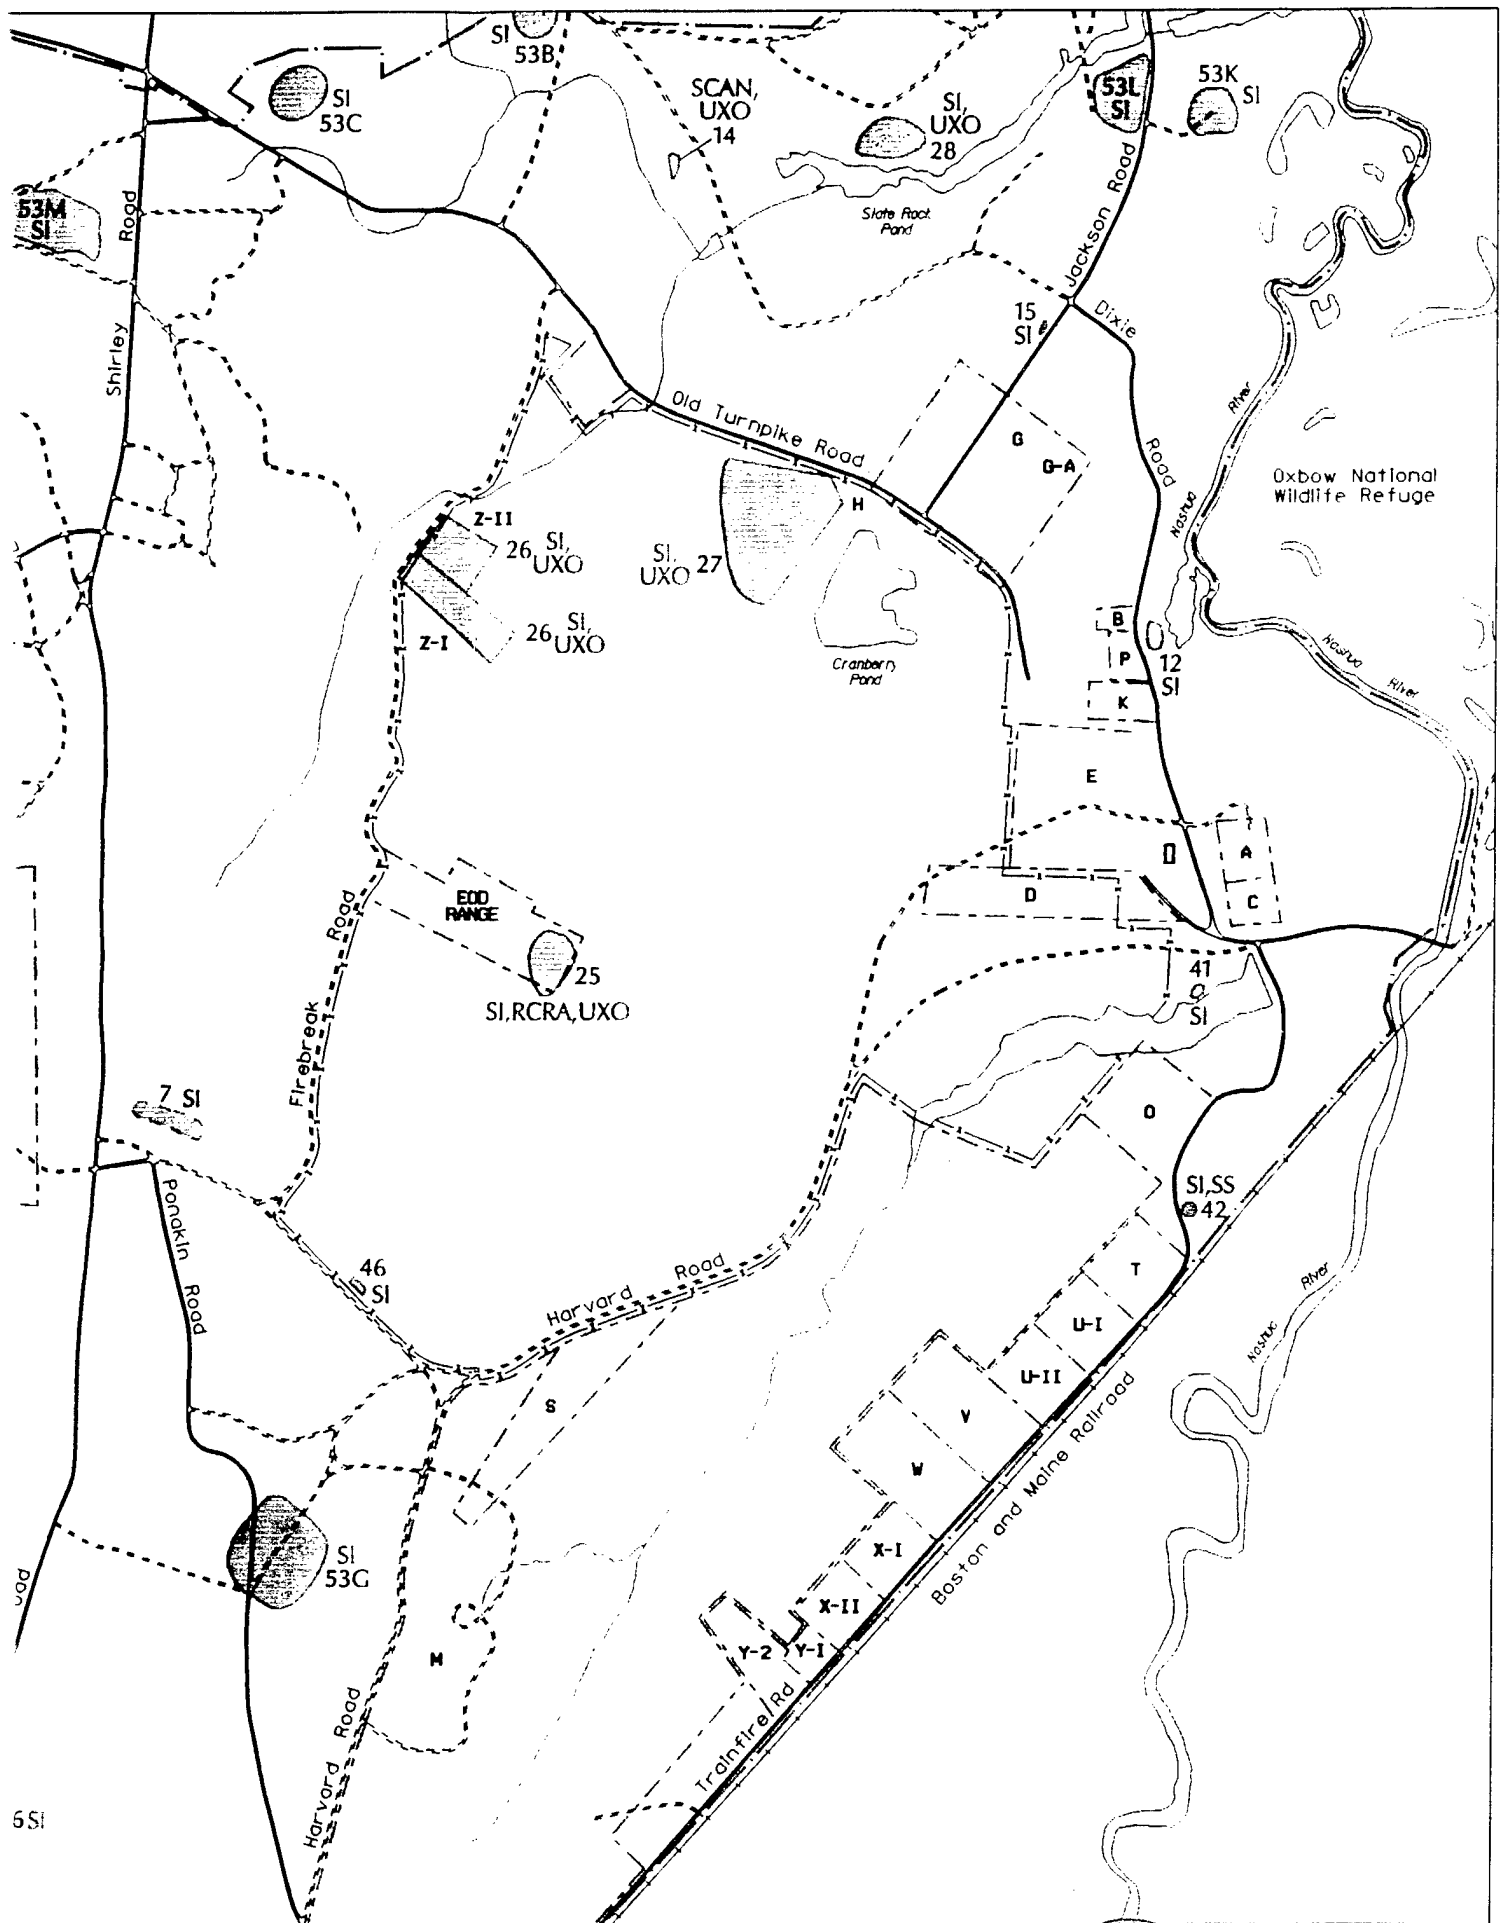 SI
53B
SI
53C
SCAN,
UXO
14
SI,
UXO
28
53L
SI
53K
SI
53M
SI
Road
Shirley
Slate Rock
Pond
Jackson Road
Dixie
Road
15
SI
Old Turnpike Road
G
G-A
H
River
Nashua
Oxbow National
Wildlife Refuge
Z-II
26 SI,
UXO
SI,
UXO 27
Z-I
26 SI,
UXO
Cranberry
Pond
B
P
12
SI
K
Nashua
River
E
A
C
D
EOD
RANGE
25
SI,RCRA,UXO
Firebreak Road
41
SI
7 SI
O
Ponakin Road
SI,SS
42
46
SI
Harvard Road
T
U-I
U-II
River
Nashua
S
V
W
Boston and Maine Railroad
SI
53G
X-I
X-II
Y-2
Y-I
M
Harvard Road
Trainfire Rd
6 SI